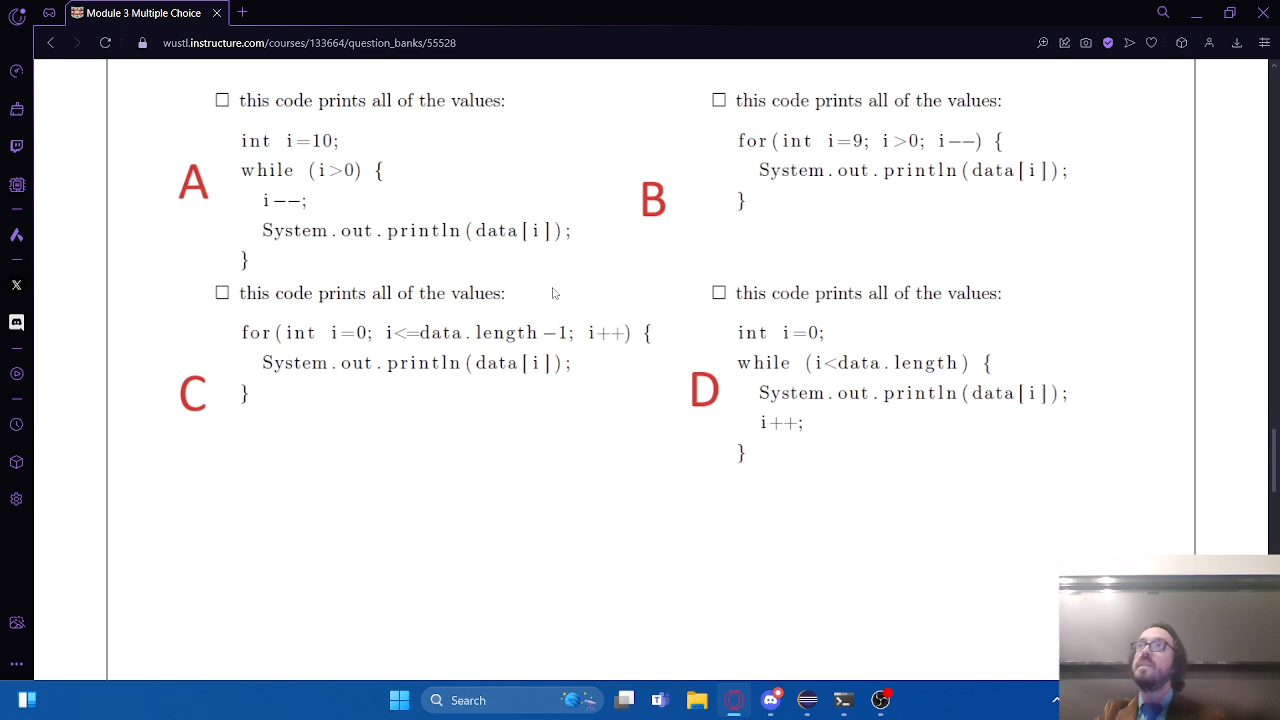 Module 3 Multiple Choice
wustl.instructure.com/courses/133664/question_banks/55528
☐ this code prints all of the values:
int i=10;
while (i>0) {
i--;
System.out.println(data[i]);
}
A
☐ this code prints all of the values:
for(int i=9; i>0; i--) {
System.out.println(data[i]);
}
B
☐ this code prints all of the values:
for(int i=0; i<=data.length-1; i++) {
System.out.println(data[i]);
}
C
☐ this code prints all of the values:
int i=0;
while (i<data.length) {
System.out.println(data[i]);
i++;
}
D
Search